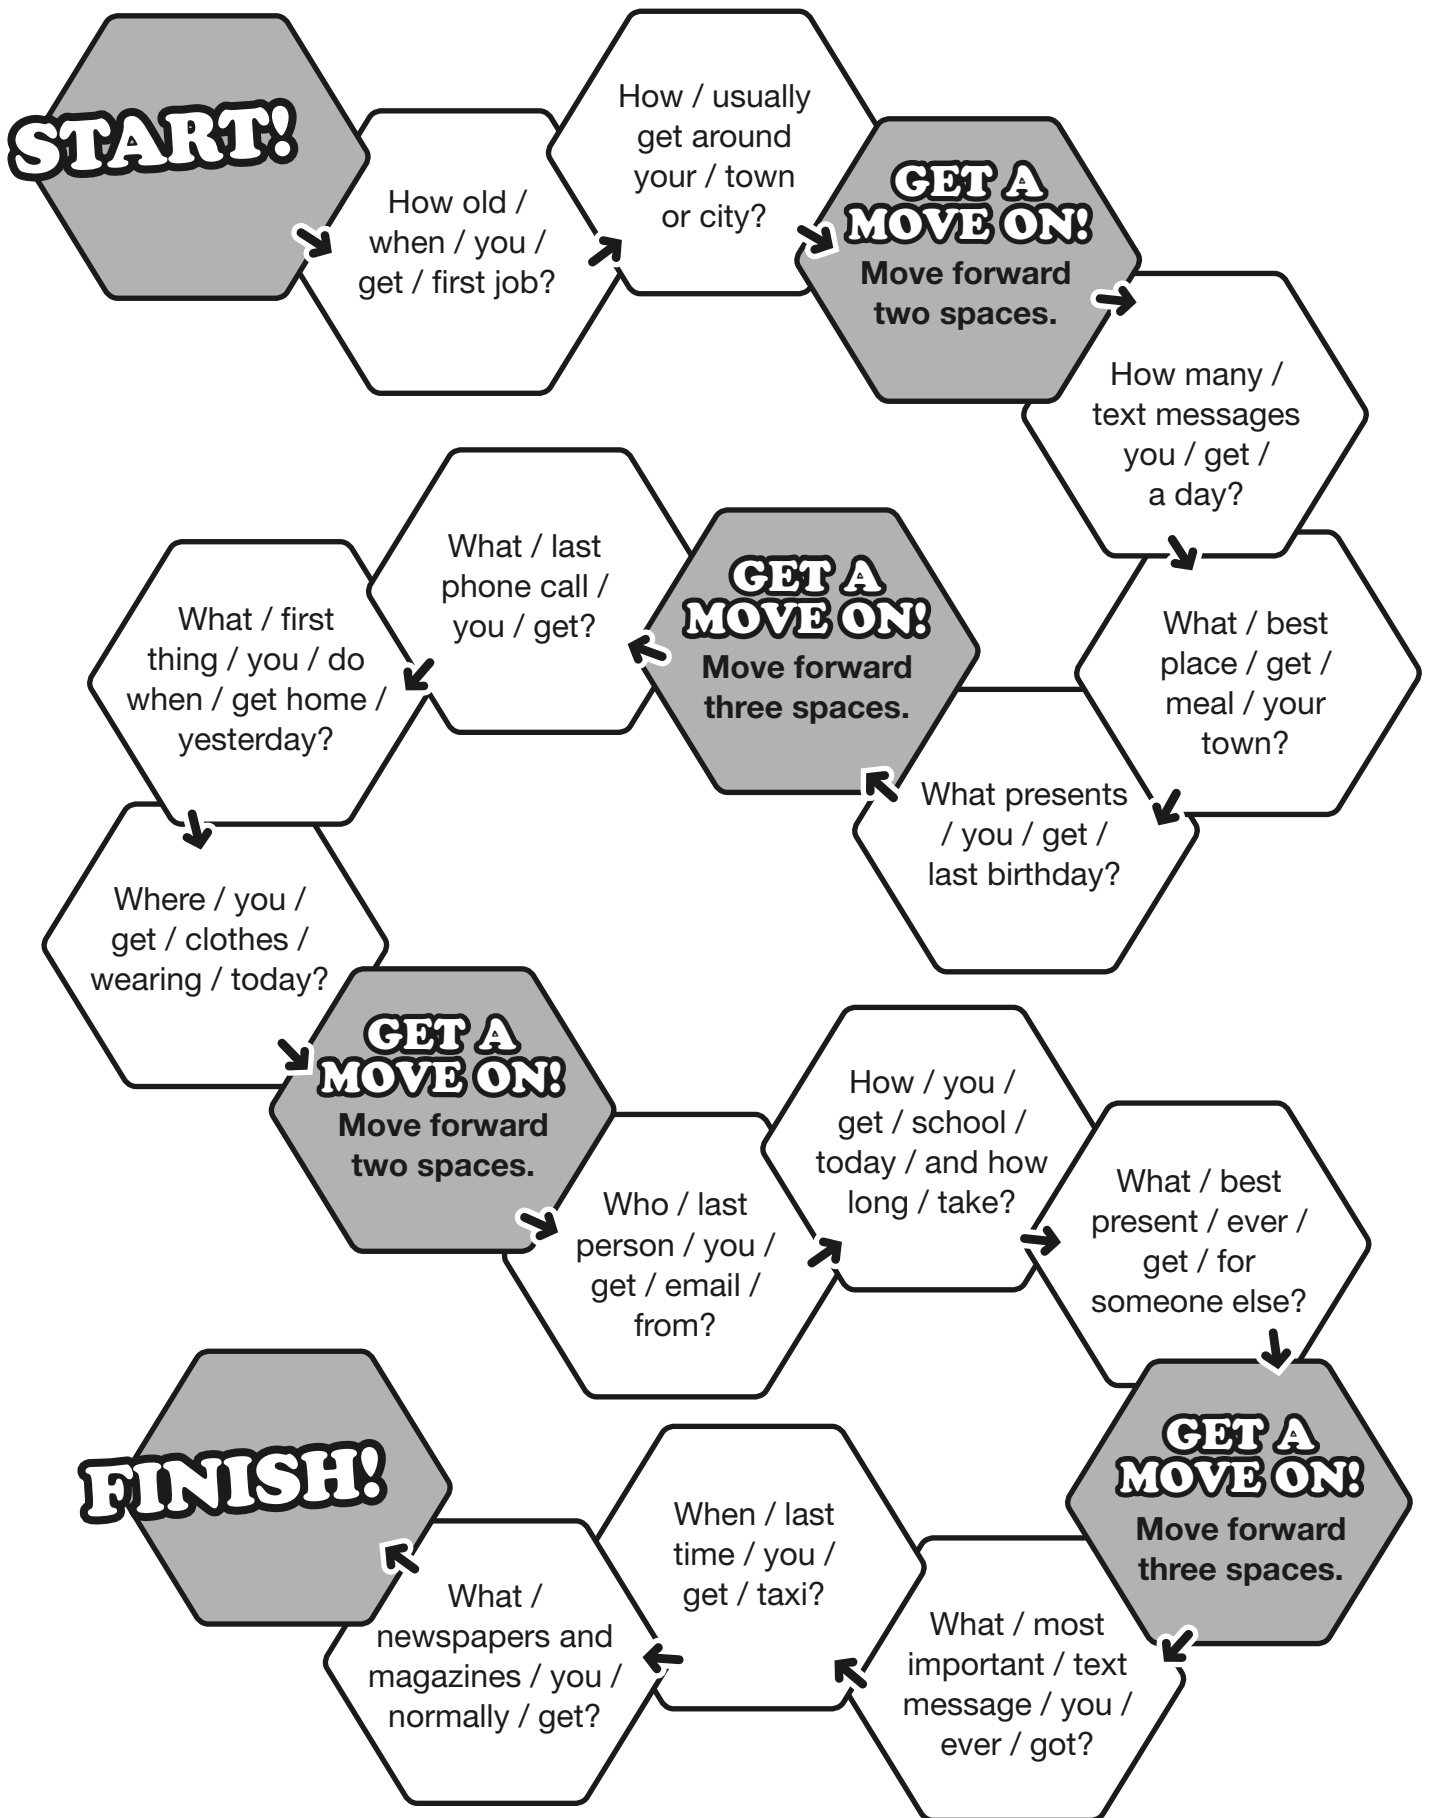 START!
How old /
when / you /
get / first job?
How / usually
get around
your / town
or city?
GET A
MOVE ON!
Move forward
two spaces.
How many /
text messages
you / get /
a day?
What / best
place / get /
meal / your
town?
What presents
/ you / get /
last birthday?
GET A
MOVE ON!
Move forward
three spaces.
What / last
phone call /
you / get?
What / first
thing / you / do
when / get home /
yesterday?
Where / you /
get / clothes /
wearing / today?
GET A
MOVE ON!
Move forward
two spaces.
Who / last
person / you /
get / email /
from?
How / you /
get / school /
today / and how
long / take?
What / best
present / ever /
get / for
someone else?
GET A
MOVE ON!
Move forward
three spaces.
What / most
important / text
message / you /
ever / got?
When / last
time / you /
get / taxi?
What /
newspapers and
magazines / you /
normally / get?
FINISH!